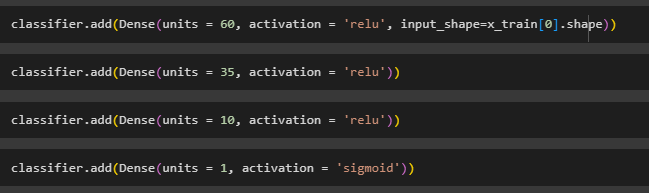 classifier.add(Dense(units = 60, activation = 'relu', input_shape=x_train[0].shape))
classifier.add(Dense(units = 35, activation = 'relu'))
classifier.add(Dense(units = 10, activation = 'relu'))
classifier.add(Dense(units = 1, activation = 'sigmoid'))